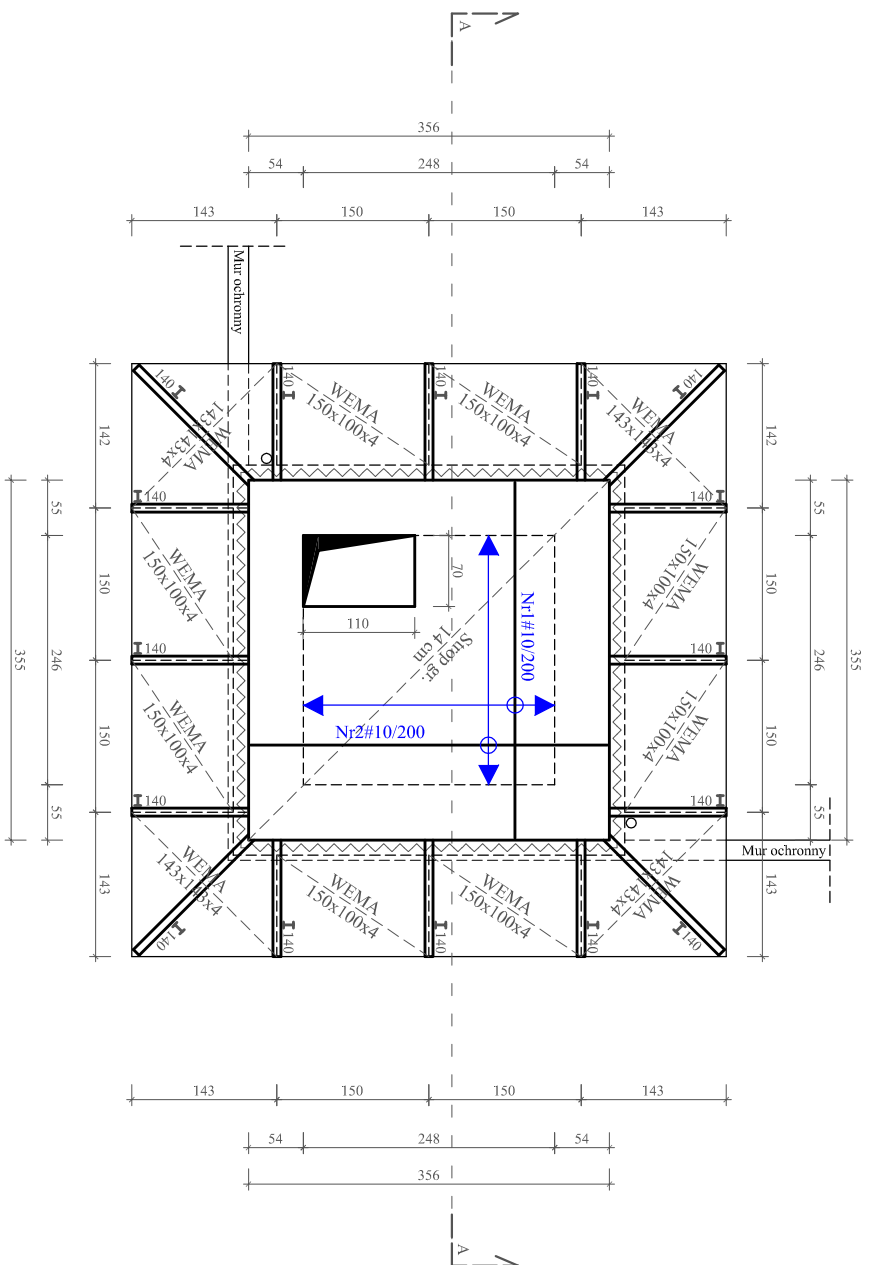 A
356
54 248 54
143 150 150 143
Mur ochronny
140 140 140 140 140
WEMA
143x143x4
WEMA
150x100x4
WEMA
150x100x4
WEMA
143x143x4
142
142
140
140
55
55
WEMA
150x100x4
WEMA
150x100x4
150
150
70
110
Nr1#10/200
Strop gr.
14 cm
355
246
246
355
140
140
Nr2#10/200
WEMA
150x100x4
WEMA
150x100x4
150
150
140
140
55
55
Mur ochronny
WEMA
143x143x4
WEMA
150x100x4
WEMA
150x100x4
WEMA
143x143x4
143
143
140 140 140 140 140
143 150 150 143
54 248 54
356
A